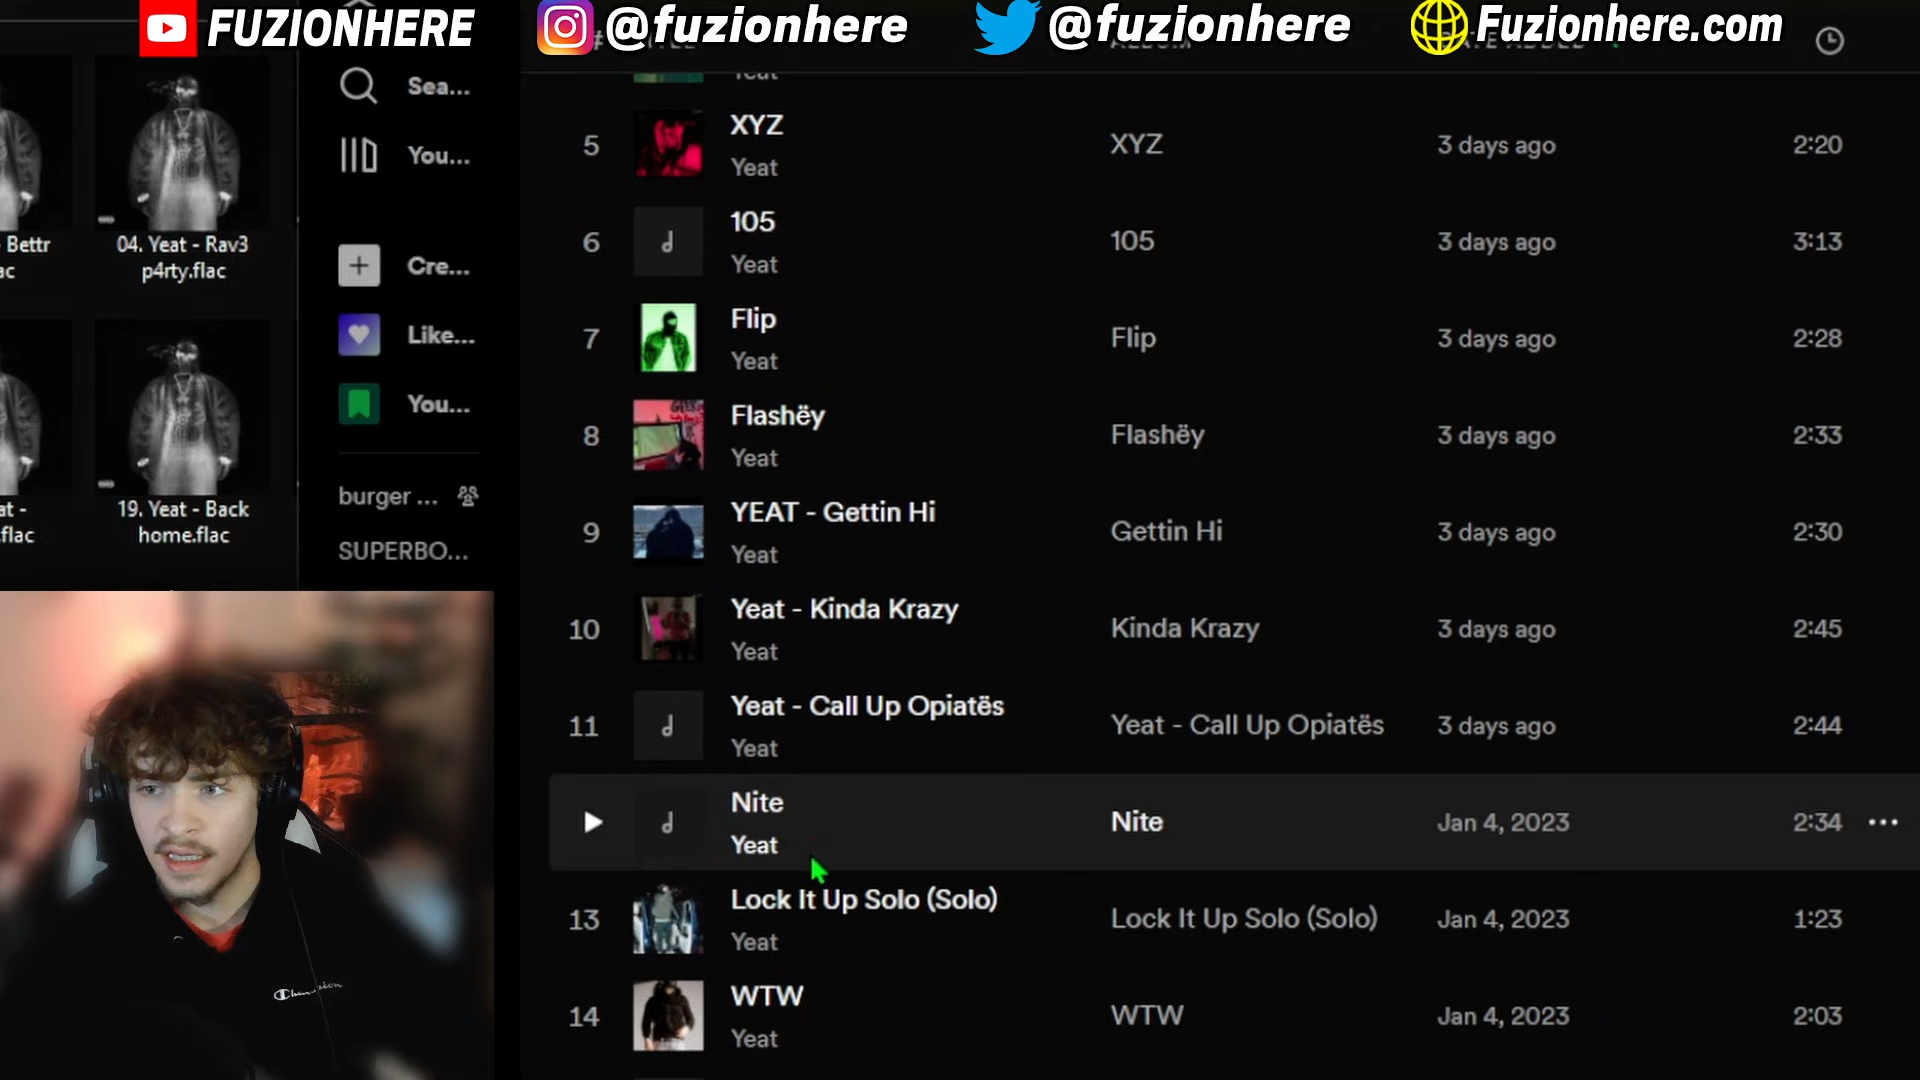 FUZIONHERE
@fuzionhere
@fuzionhere
Fuzionhere.com
Bettr
04. Yeat - Rav3
p4rty.flac
19. Yeat - Back
home.flac
.flac
Sea...
You...
Cre...
Like...
You...
burger ...
SUPERBO...
Yeat
5 XYZ XYZ 3 days ago 2:20
Yeat
6 105 105 3 days ago 3:13
Yeat
7 Flip Flip 3 days ago 2:28
Yeat
8 Flashëy Flashëy 3 days ago 2:33
Yeat
9 YEAT - Gettin Hi Gettin Hi 3 days ago 2:30
Yeat
10 Yeat - Kinda Krazy Kinda Krazy 3 days ago 2:45
Yeat
11 Yeat - Call Up Opiatës Yeat - Call Up Opiatës 3 days ago 2:44
Yeat
Nite Nite Jan 4, 2023 2:34 ...
Yeat
13 Lock It Up Solo (Solo) Lock It Up Solo (Solo) Jan 4, 2023 1:23
Yeat
14 WTW WTW Jan 4, 2023 2:03
Yeat
Champion